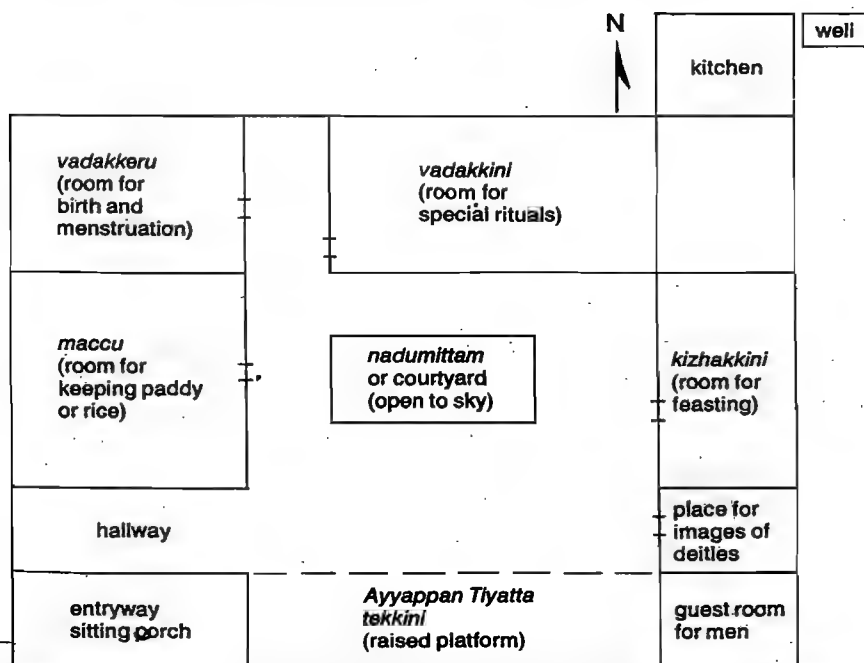 N
well
kitchen
vadakkeru
(room for
birth and
menstruation)
vadakkini
(room for
special rituals)
maccu
(room for
keeping paddy
or rice)
nadumittam
or courtyard
(open to sky)
kizhakkini
(room for
feasting)
hallway
place for
images of
deities
entryway
sitting porch
Ayyappan Tiyatta
tekkini
(raised platform)
guest room
for men